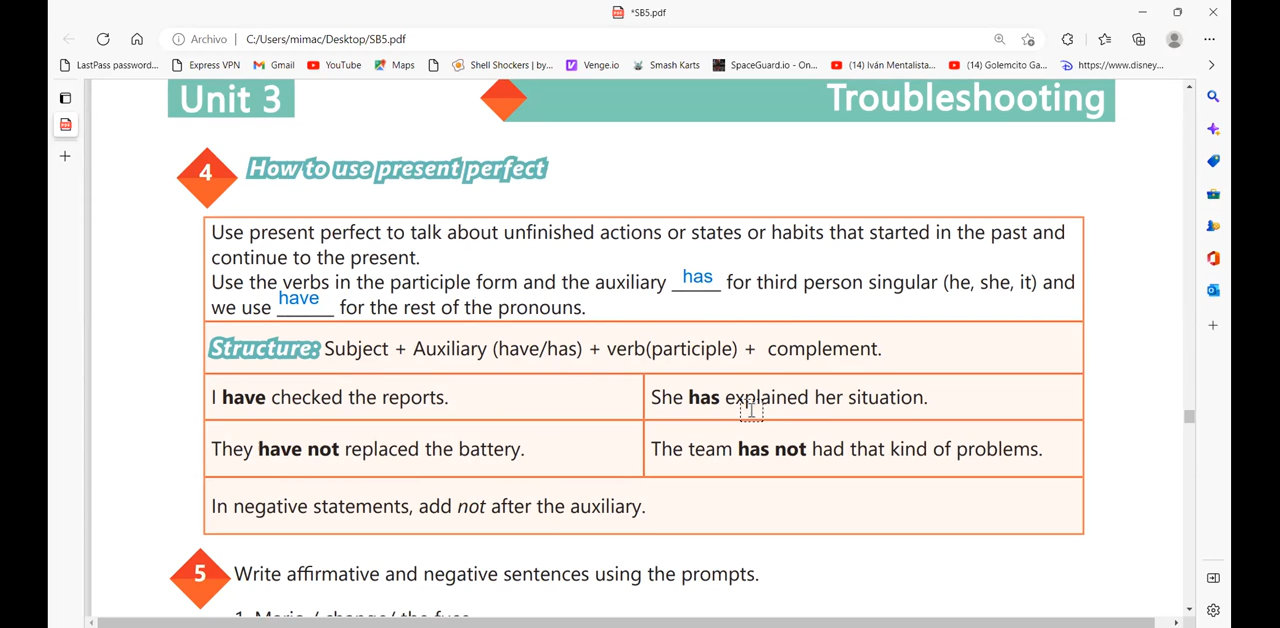 *SB5.pdf
Archivo | C:/Users/mimac/Desktop/SB5.pdf
LastPass password... Express VPN Gmail YouTube Maps Shell Shockers | by... Venge.io Smash Karts SpaceGuard.io - On... (14) Iván Mentalista... (14) Golemcito Ga... https://www.disney...
Unit 3 Troubleshooting
4 How to use present perfect
Use present perfect to talk about unfinished actions or states or habits that started in the past and
continue to the present.
Use the verbs in the participle form and the auxiliary has for third person singular (he, she, it) and
we use have for the rest of the pronouns.
Structure: Subject + Auxiliary (have/has) + verb(participle) + complement.
I have checked the reports. She has explained her situation.
They have not replaced the battery. The team has not had that kind of problems.
In negative statements, add not after the auxiliary.
5 Write affirmative and negative sentences using the prompts.